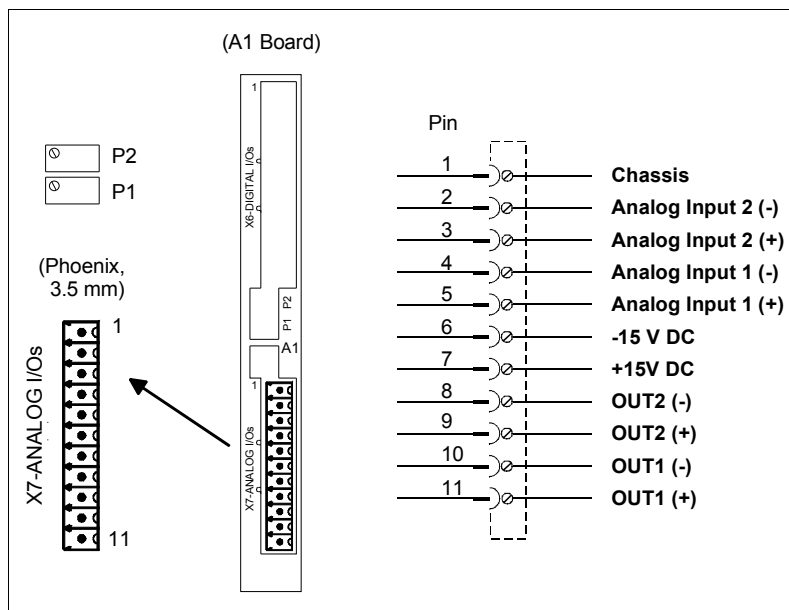 (A1 Board)
P2
P1
(Phoenix,
3.5 mm)
1
X7-ANALOG I/Os
11
1
X6-DIGITAL I/Os
P1 P2
A1
1
X7-ANALOG I/Os
Pin
1 Chassis
2 Analog Input 2 (-)
3 Analog Input 2 (+)
4 Analog Input 1 (-)
5 Analog Input 1 (+)
6 -15 V DC
7 +15V DC
8 OUT2 (-)
9 OUT2 (+)
10 OUT1 (-)
11 OUT1 (+)